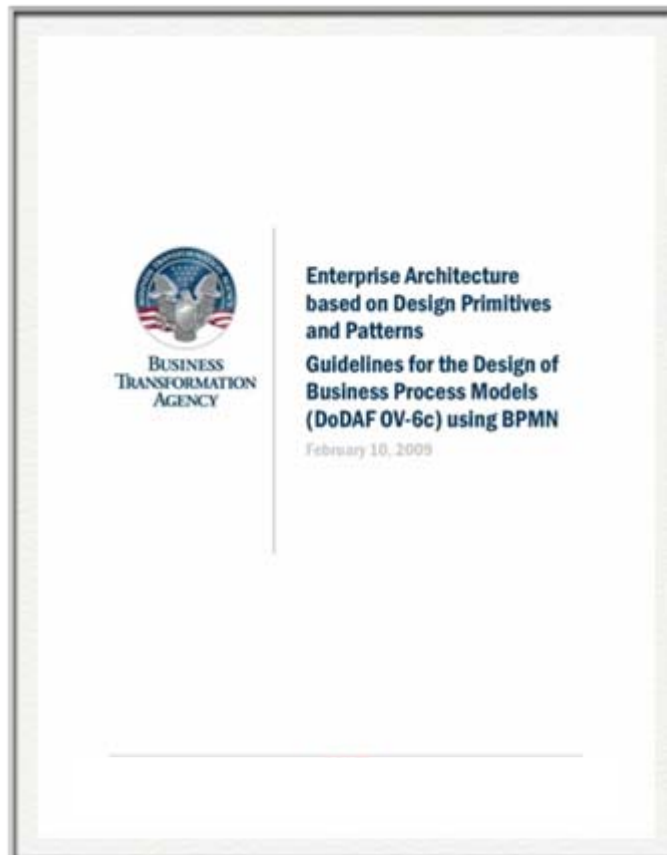 BUSINESS
TRANSFORMATION
AGENCY
Enterprise Architecture
based on Design Primitives
and Patterns
Guidelines for the Design of
Business Process Models
(DoDAF OV-6c) using BPMN
February 10, 2009